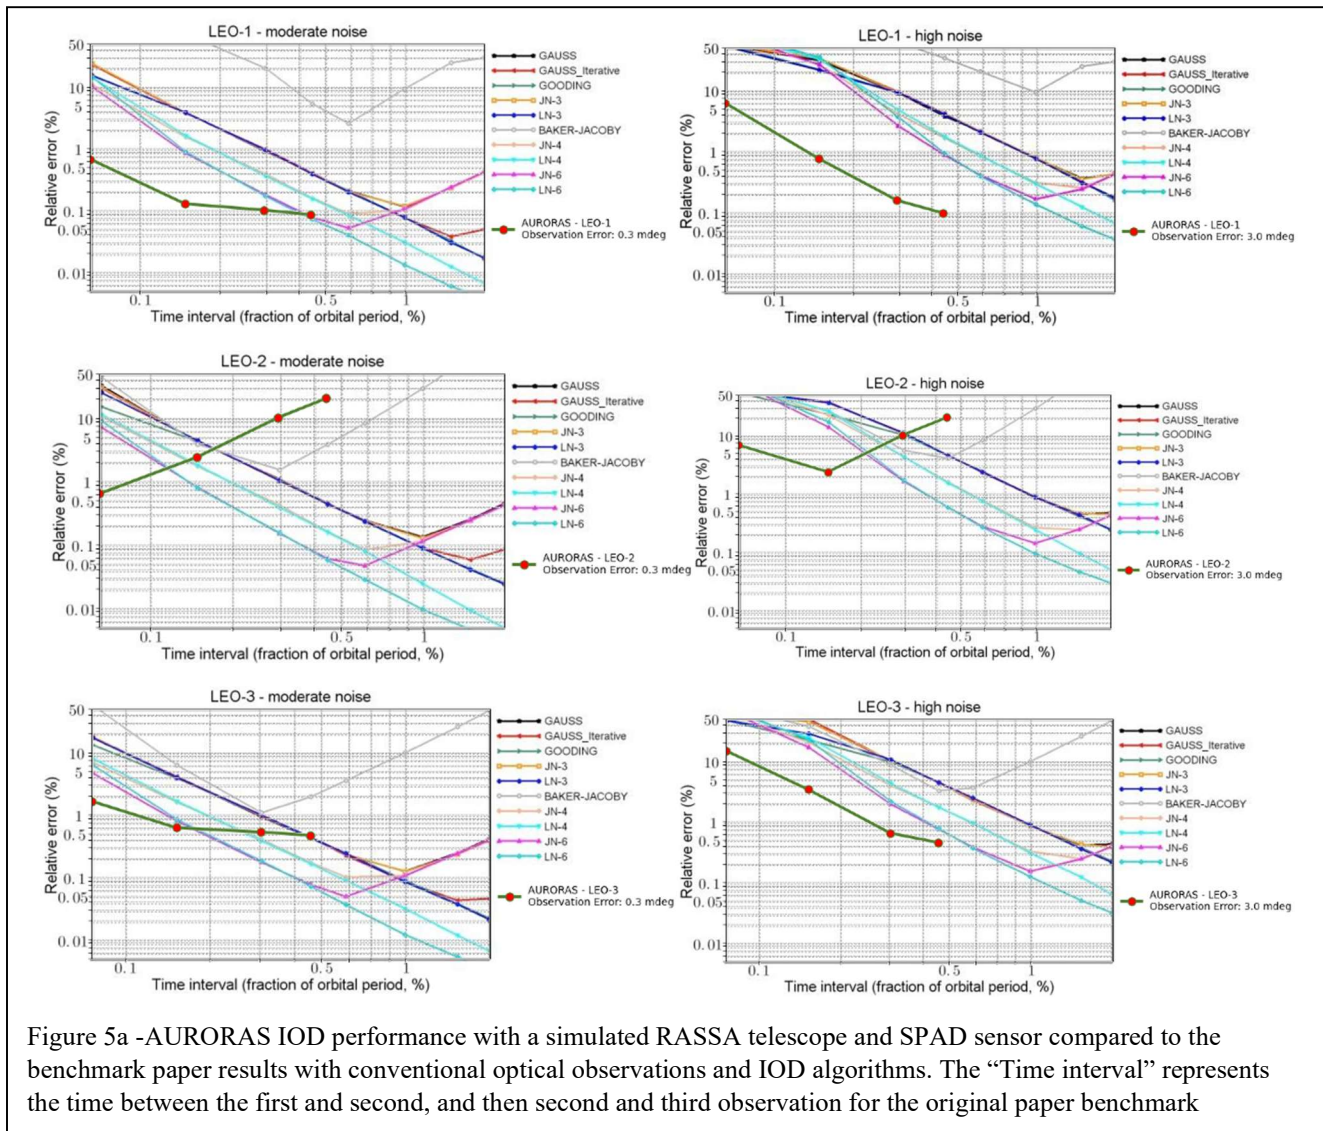 LEO-1 - moderate noise
50
10
5
1
0.5
0.1
0.05
0.01
Relative error (%)
0.1
0.5
1
Time interval (fraction of orbital period, %)
GAUSS
GAUSS_Iterative
GOODING
JN-3
LN-3
BAKER-JACOBY
JN-4
LN-4
JN-6
LN-6
AURORAS - LEO-1
Observation Error: 0.3 mdeg
LEO-1 - high noise
50
10
5
1
0.5
0.1
0.05
0.01
Relative error (%)
0.1
0.5
1
Time interval (fraction of orbital period, %)
GAUSS
GAUSS_Iterative
GOODING
JN-3
LN-3
BAKER-JACOBY
JN-4
LN-4
JN-6
LN-6
AURORAS - LEO-1
Observation Error: 3.0 mdeg
LEO-2 - moderate noise
50
10
5
1
0.5
0.1
0.05
0.01
Relative error (%)
0.1
0.5
1
Time interval (fraction of orbital period, %)
GAUSS
GAUSS_Iterative
GOODING
JN-3
LN-3
BAKER-JACOBY
JN-4
LN-4
JN-6
LN-6
AURORAS - LEO-2
Observation Error: 0.3 mdeg
LEO-2 - high noise
50
10
5
1
0.5
0.1
0.05
0.01
Relative error (%)
0.1
0.5
1
Time interval (fraction of orbital period, %)
GAUSS
GAUSS_Iterative
GOODING
JN-3
LN-3
BAKER-JACOBY
JN-4
LN-4
JN-6
LN-6
AURORAS - LEO-2
Observation Error: 3.0 mdeg
LEO-3 - moderate noise
50
10
5
1
0.5
0.1
0.05
0.01
Relative error (%)
0.1
0.5
1
Time interval (fraction of orbital period, %)
GAUSS
GAUSS_Iterative
GOODING
JN-3
LN-3
BAKER-JACOBY
JN-4
LN-4
JN-6
LN-6
AURORAS - LEO-3
Observation Error: 0.3 mdeg
LEO-3 - high noise
50
10
5
1
0.5
0.1
0.05
0.01
Relative error (%)
0.1
0.5
1
Time interval (fraction of orbital period, %)
GAUSS
GAUSS_Iterative
GOODING
JN-3
LN-3
BAKER-JACOBY
JN-4
LN-4
JN-6
LN-6
AURORAS - LEO-3
Observation Error: 3.0 mdeg
Figure 5a -AURORAS IOD performance with a simulated RASSA telescope and SPAD sensor compared to the
benchmark paper results with conventional optical observations and IOD algorithms. The “Time interval” represents
the time between the first and second, and then second and third observation for the original paper benchmark